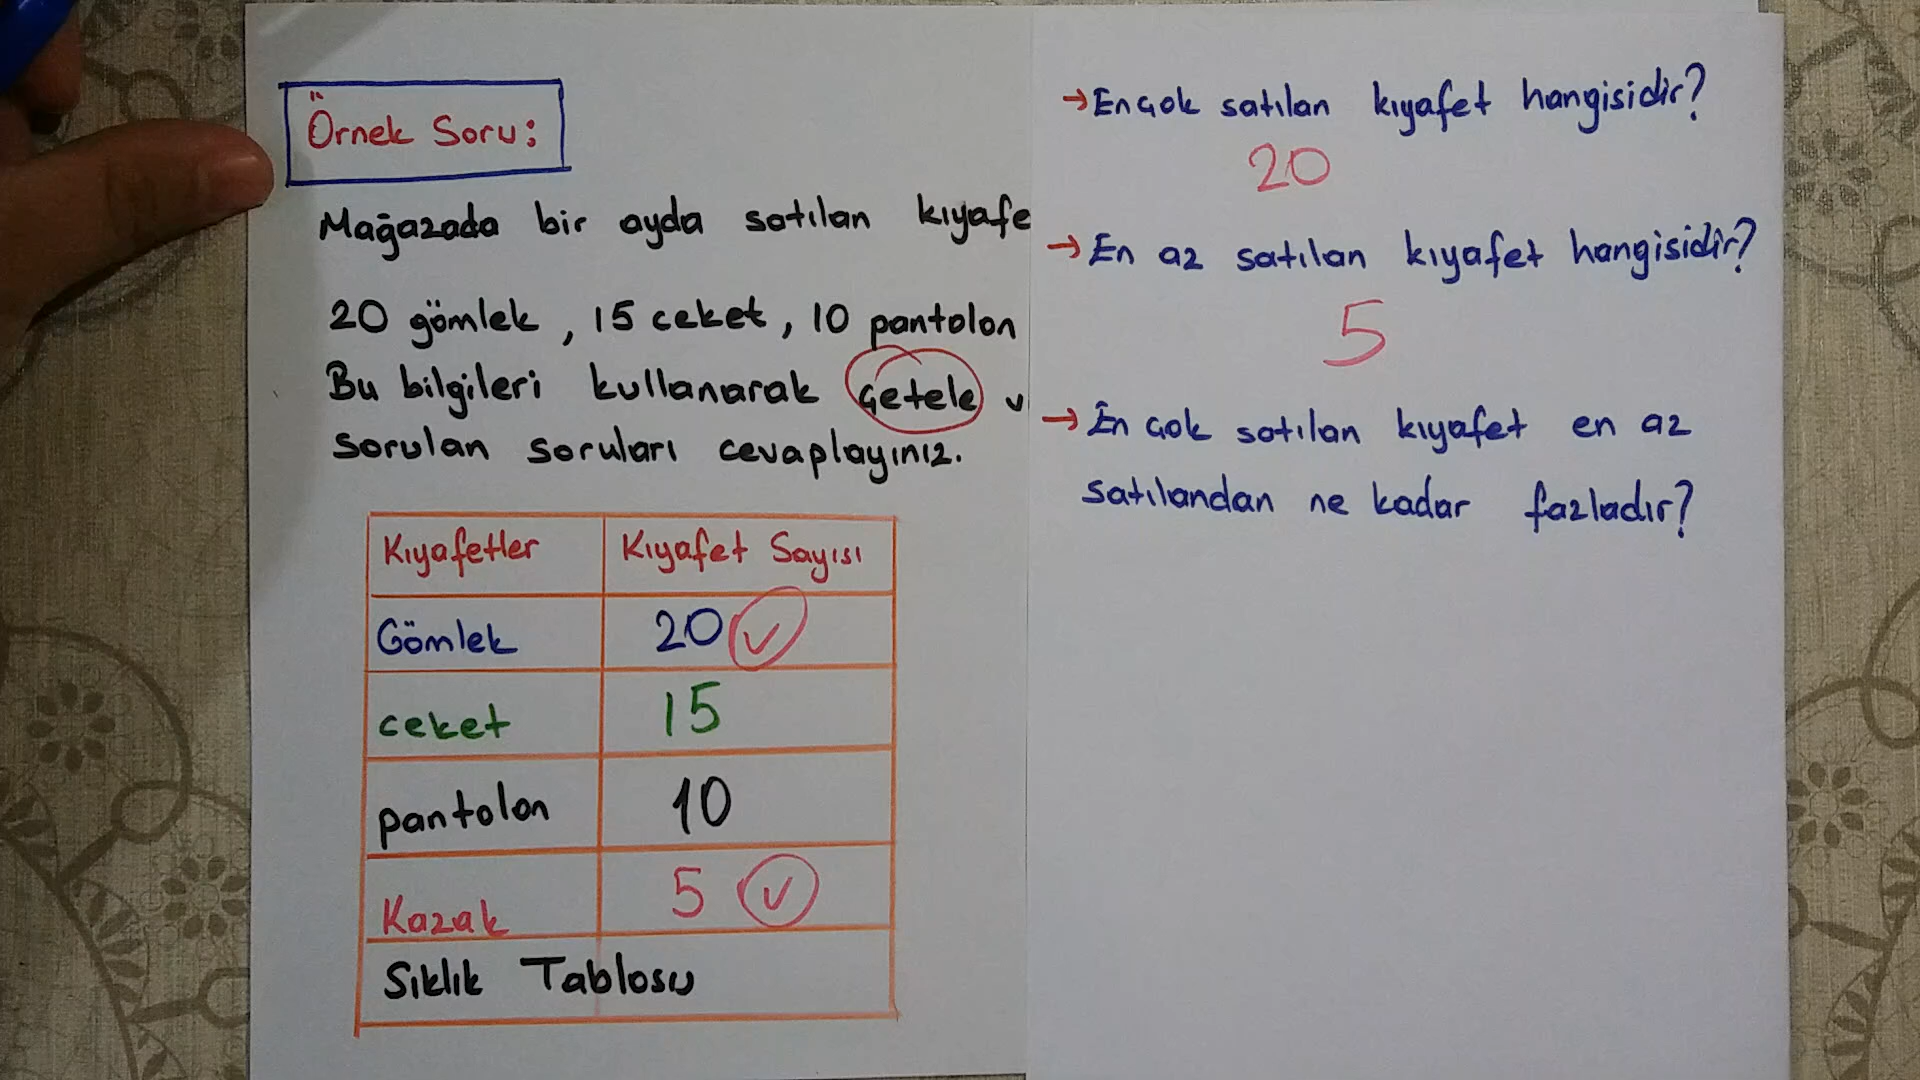 Örnek Soru:
Mağazada bir ayda satılan kıyafe
20 gömlek, 15 ceket, 10 pantolon
Bu bilgileri kullanarak çetele v
sorulan soruları cevaplayınız.
Kıyafetler Kıyafet Sayısı
Gömlek 20
ceket 15
pantolon 10
Kazak 5
Sıklık Tablosu
→ En çok satılan kıyafet hangisidir?
20
→ En az satılan kıyafet hangisidir?
5
→ En çok satılan kıyafet en az
satılandan ne kadar fazladır?